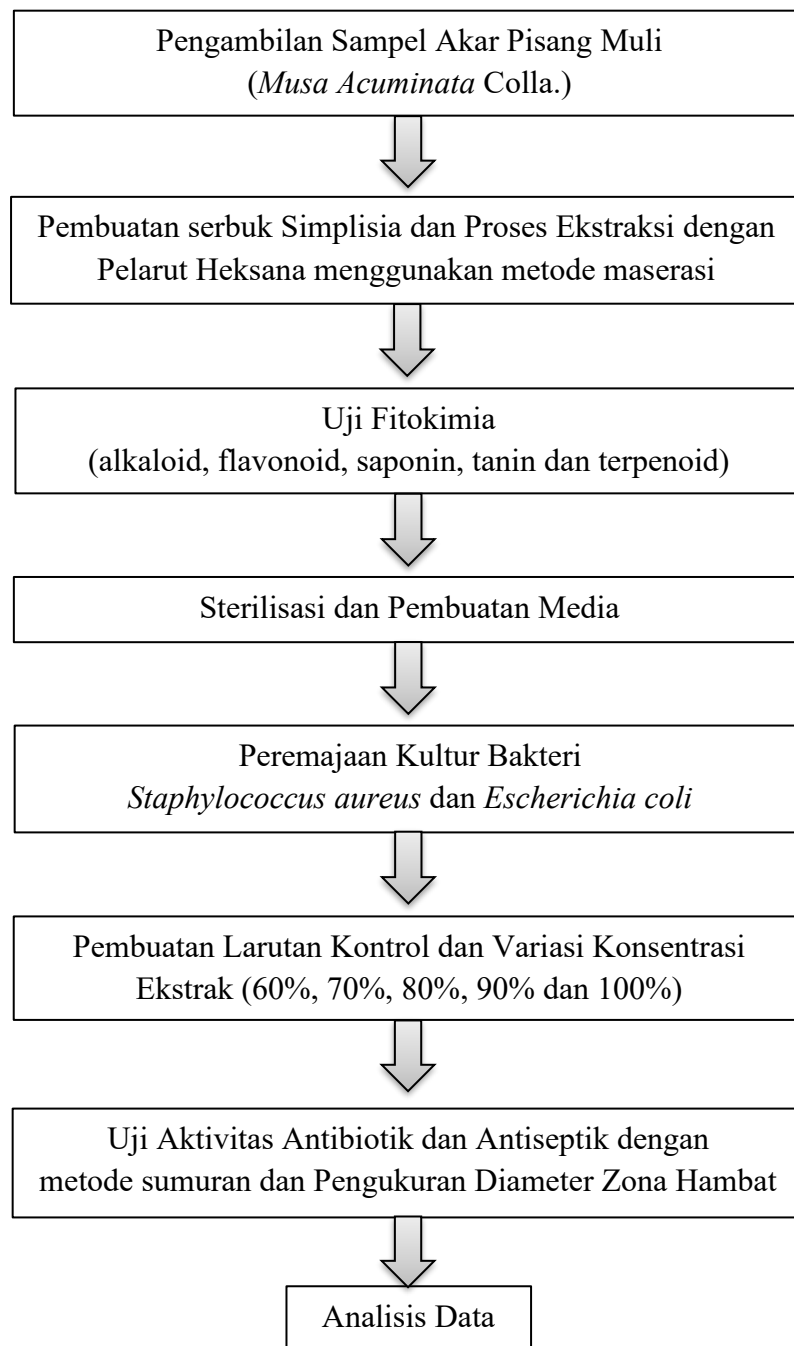 Pengambilan Sampel Akar Pisang Muli
(Musa Acuminata Colla.)
Pembuatan serbuk Simplisia dan Proses Ekstraksi dengan
Pelarut Heksana menggunakan metode maserasi
Uji Fitokimia
(alkaloid, flavonoid, saponin, tanin dan terpenoid)
Sterilisasi dan Pembuatan Media
Peremajaan Kultur Bakteri
Staphylococcus aureus dan Escherichia coli
Pembuatan Larutan Kontrol dan Variasi Konsentrasi
Ekstrak (60%, 70%, 80%, 90% dan 100%)
Uji Aktivitas Antibiotik dan Antiseptik dengan
metode sumuran dan Pengukuran Diameter Zona Hambat
Analisis Data